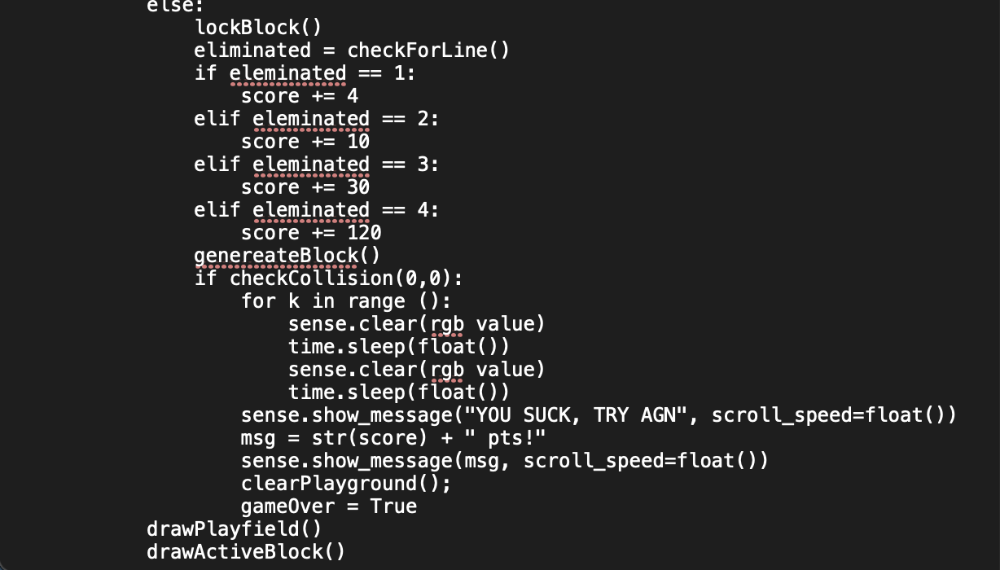 else:
lockBlock()
eliminated = checkForLine()
if eleminated == 1:
score += 4
elif eleminated == 2:
score += 10
elif eleminated == 3:
score += 30
elif eleminated == 4:
score += 120
genereateBlock()
if checkCollision(0,0):
for k in range ():
sense.clear(rgb value)
time.sleep(float())
sense.clear(rgb value)
time.sleep(float())
sense.show_message("YOU SUCK, TRY AGN", scroll_speed=float())
msg = str(score) + " pts!"
sense.show_message(msg, scroll_speed=float())
clearPlayground();
gameOver = True
drawPlayfield()
drawActiveBlock()